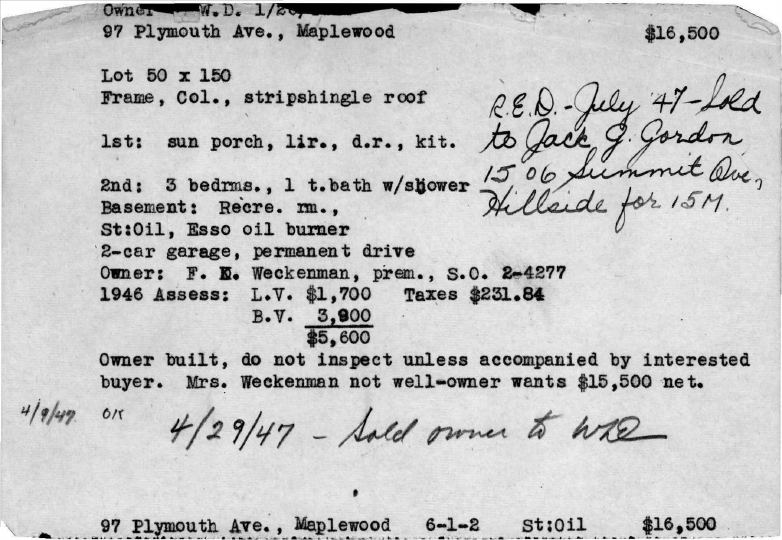 Owner W.D. 1/26/
97 Plymouth Ave., Maplewood $16,500
Lot 50 x 150
Frame, Col., stripshingle roof
1st: sun porch, lir., d.r., kit.
2nd: 3 bedrms., 1 t.bath w/shower
Basement: Recre. rm.,
St:Oil, Esso oil burner
2-car garage, permanent drive
Owner: F. E. Weckenman, prem., S.O. 2-4277
1946 Assess: L.V. $1,700 Taxes $231.84
B.V. 3,900
$5,600
Owner built, do not inspect unless accompanied by interested
buyer. Mrs. Weckenman not well-owner wants $15,500 net.
R.E.D. - July '47 - Sold
to Jack G. Gordon
1506 Summit Ave,
Hillside for 15M.
4/9/47 OK
4/29/47 - Sold owner to
97 Plymouth Ave., Maplewood 6-1-2 St:Oil $16,500